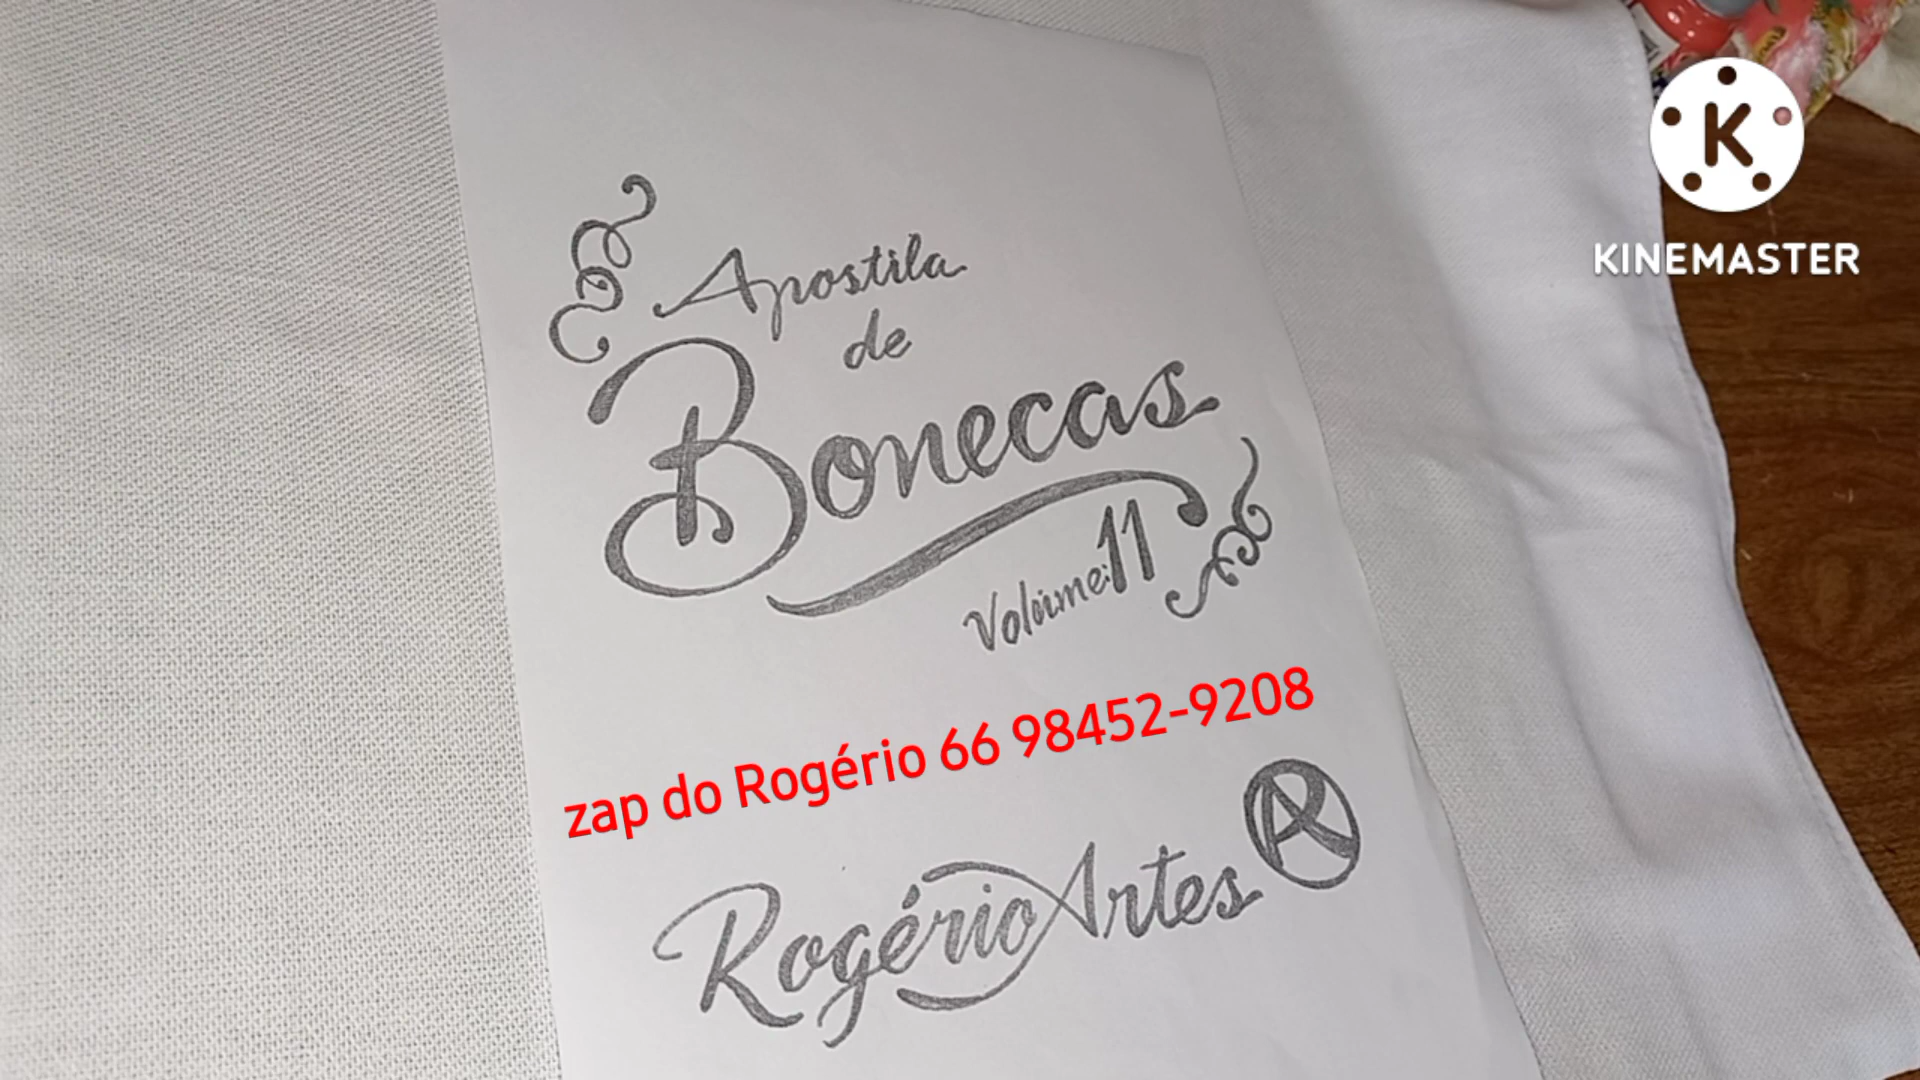 Apostila
de
Bonecas
Volume: 11
zap do Rogério 66 98452-9208
Rogério Artes
K
KINEMASTER